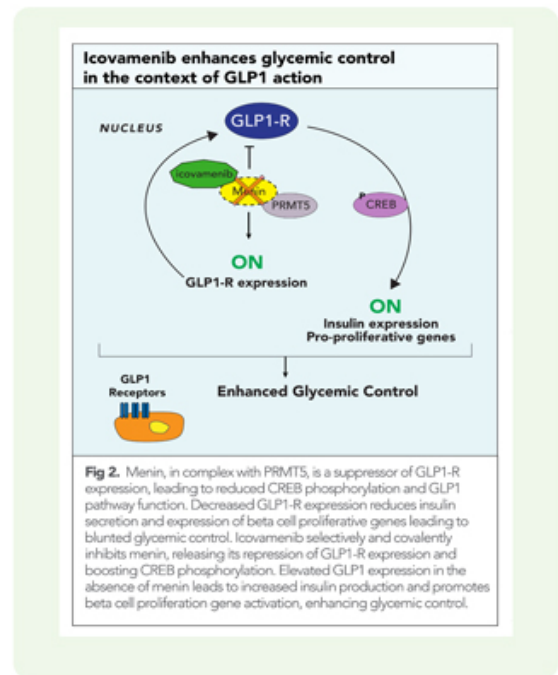 Icovamenib enhances glycemic control
in the context of GLP1 action
NUCLEUS
GLP1-R
icovamenib
Menin
PRMT5
P
CREB
ON
GLP1-R expression
ON
Insulin expression
Pro-proliferative genes
GLP1
Receptors
Enhanced Glycemic Control
Fig 2. Menin, in complex with PRMT5, is a suppressor of GLP1-R
expression, leading to reduced CREB phosphorylation and GLP1
pathway function. Decreased GLP1-R expression reduces insulin
secretion and expression of beta cell proliferative genes leading to
blunted glycemic control. Icovamenib selectively and covalently
inhibits menin, releasing its repression of GLP1-R expression and
boosting CREB phosphorylation. Elevated GLP1 expression in the
absence of menin leads to increased insulin production and promotes
beta cell proliferation gene activation, enhancing glycemic control.